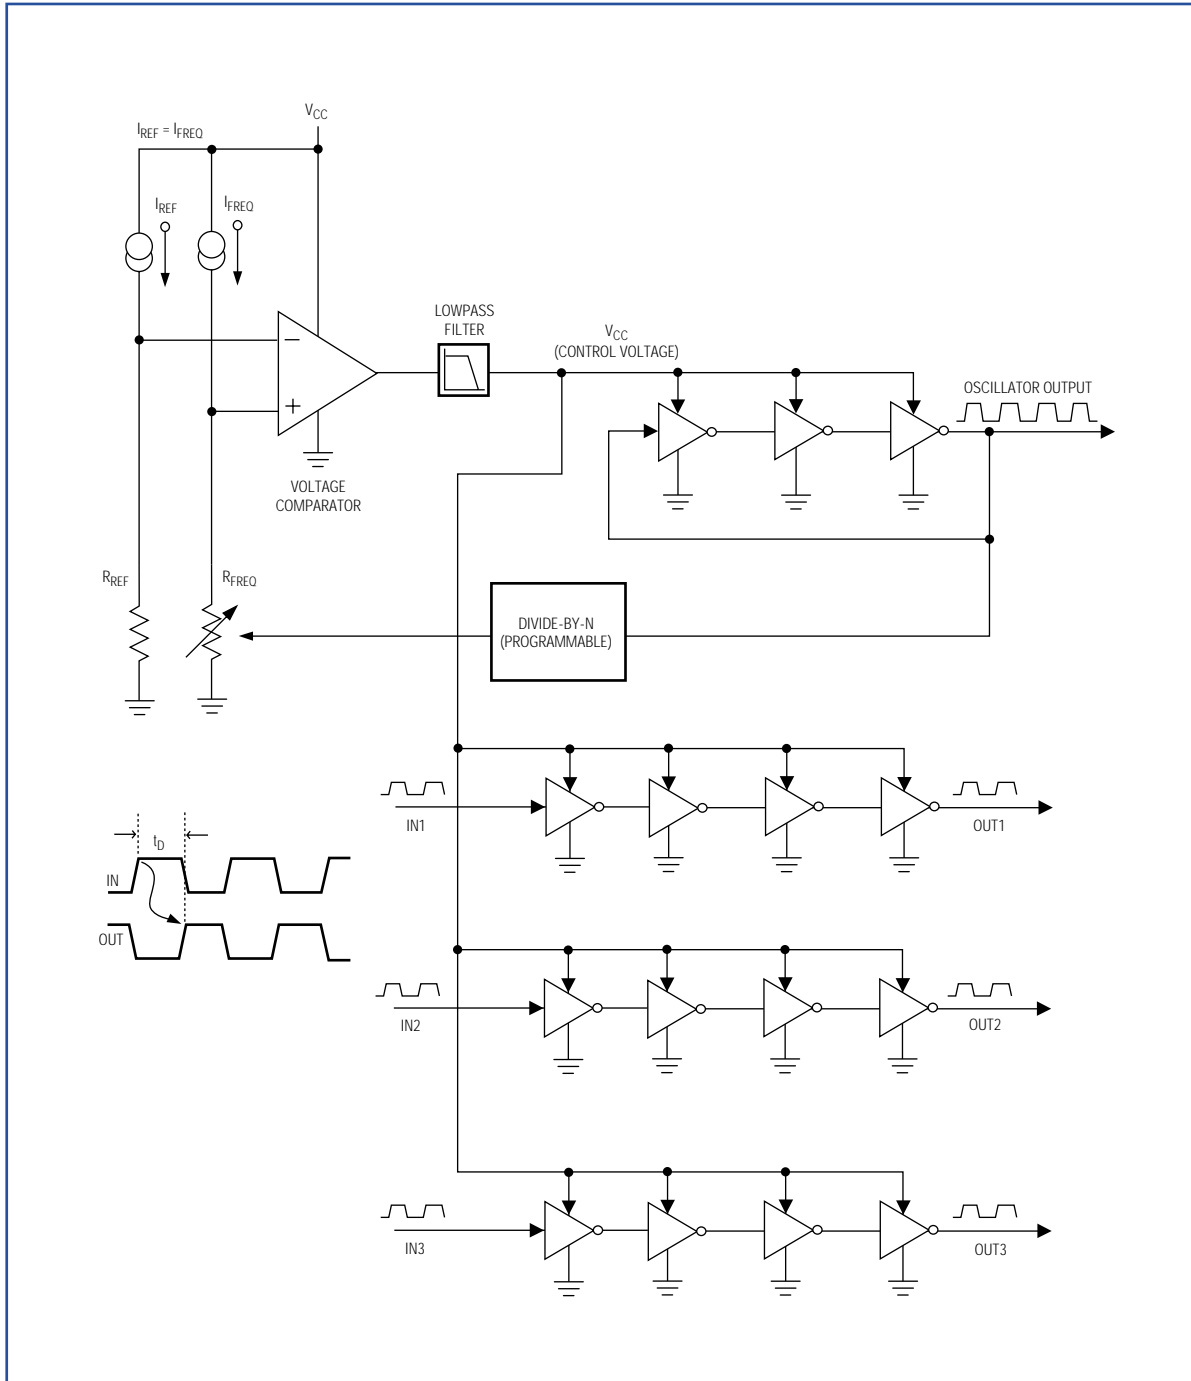 V_CC
I_REF = I_FREQ
I_REF
I_FREQ
LOWPASS
FILTER
V_CC
(CONTROL VOLTAGE)
OSCILLATOR OUTPUT
−
+
VOLTAGE
COMPARATOR
R_REF
R_FREQ
DIVIDE-BY-N
(PROGRAMMABLE)
IN1
OUT1
t_D
IN
OUT
IN2
OUT2
IN3
OUT3